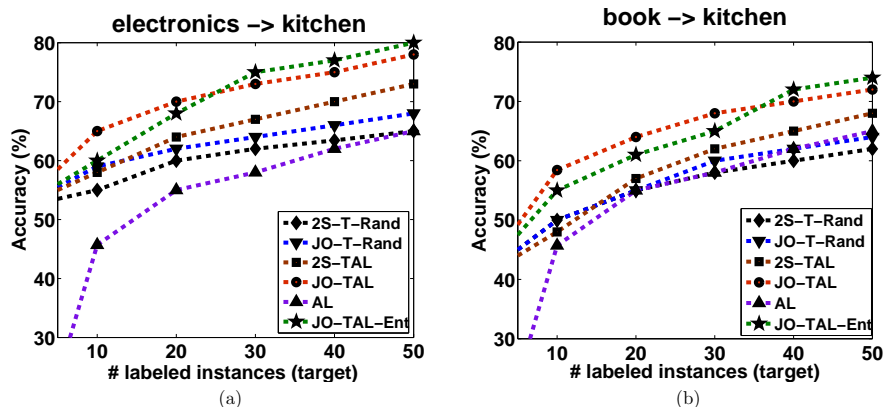 electronics −> kitchen
80
70
60
50
40
30
Accuracy (%)
2S−T−Rand
JO−T−Rand
2S−TAL
JO−TAL
AL
JO−TAL−Ent
10 20 30 40 50
# labeled instances (target)
(a)
book −> kitchen
80
70
60
50
40
30
Accuracy (%)
2S−T−Rand
JO−T−Rand
2S−TAL
JO−TAL
AL
JO−TAL−Ent
10 20 30 40 50
# labeled instances (target)
(b)